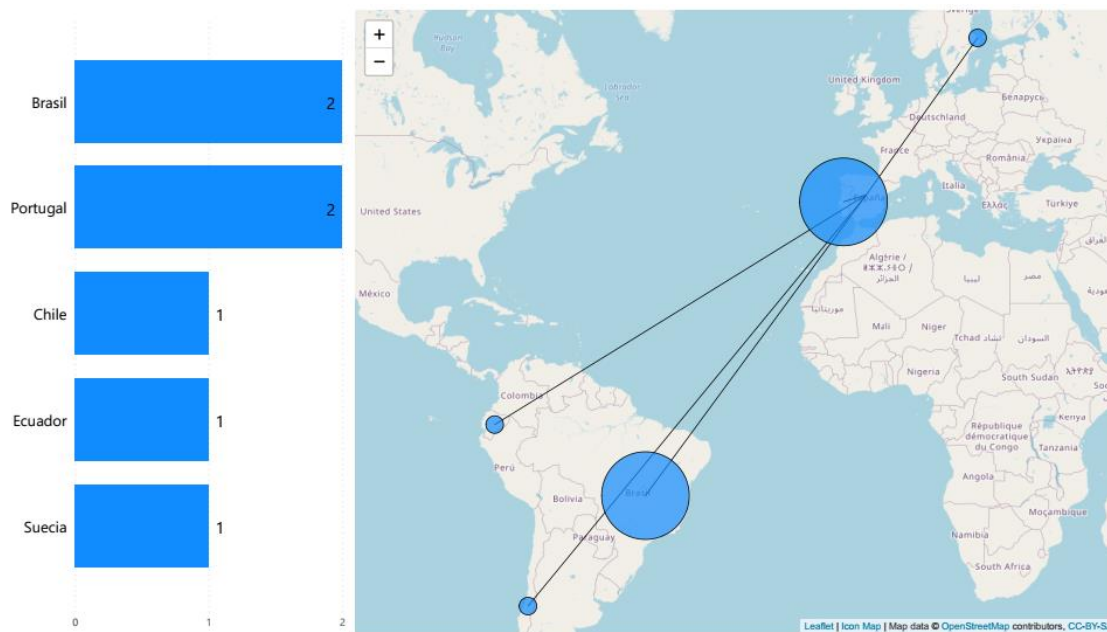 Brasil
2
Portugal
2
Chile
1
Ecuador
1
Suecia
1
0
1
2
+
−
Sverige
Hudson
Bay
Labrador
Sea
United Kingdom
Беларусь
Deutschland
Україна
France
România
España
Italia
Ελλάς
Türkiye
United States
العراق
Algérie /
الجزائر
ليبيا
مصر
السعودية
México
موريتانيا
Mali
Niger
Tchad تشاد
السودان
Nigeria
South Sudan
Colombia
Kenya
République
démocratique
du Congo
Tanzania
Perú
Brasil
Angola
Bolivia
Moçambique
Paraguay
Namibia
South Africa
Leaflet | Icon Map | Map data © OpenStreetMap contributors, CC-BY-S